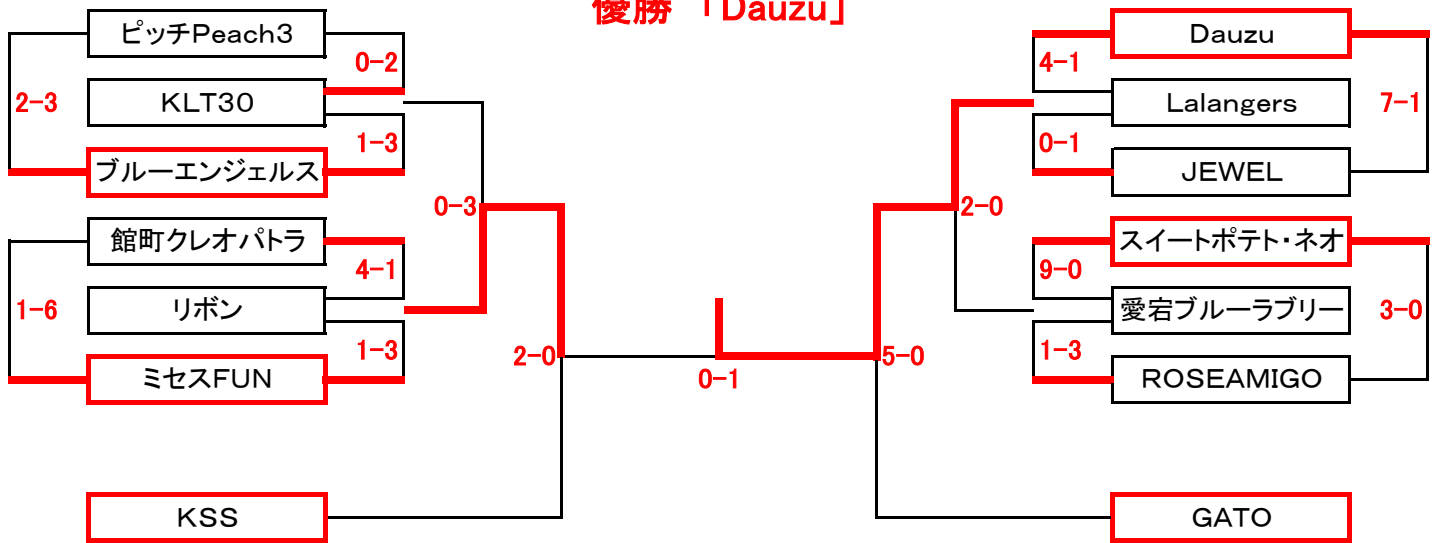 優勝 「Dauzu」
ピッチPeach3
0-2
2-3
KLT30
1-3
ブルーエンジェルス
0-3
館町クレオパトラ
4-1
1-6
リボン
1-3
ミセスFUN
2-0
KSS
0-1
Dauzu
4-1
Lalangers
7-1
0-1
JEWEL
2-0
スイートポテト・ネオ
9-0
愛宕ブルーラブリー
3-0
1-3
ROSEAMIGO
5-0
GATO